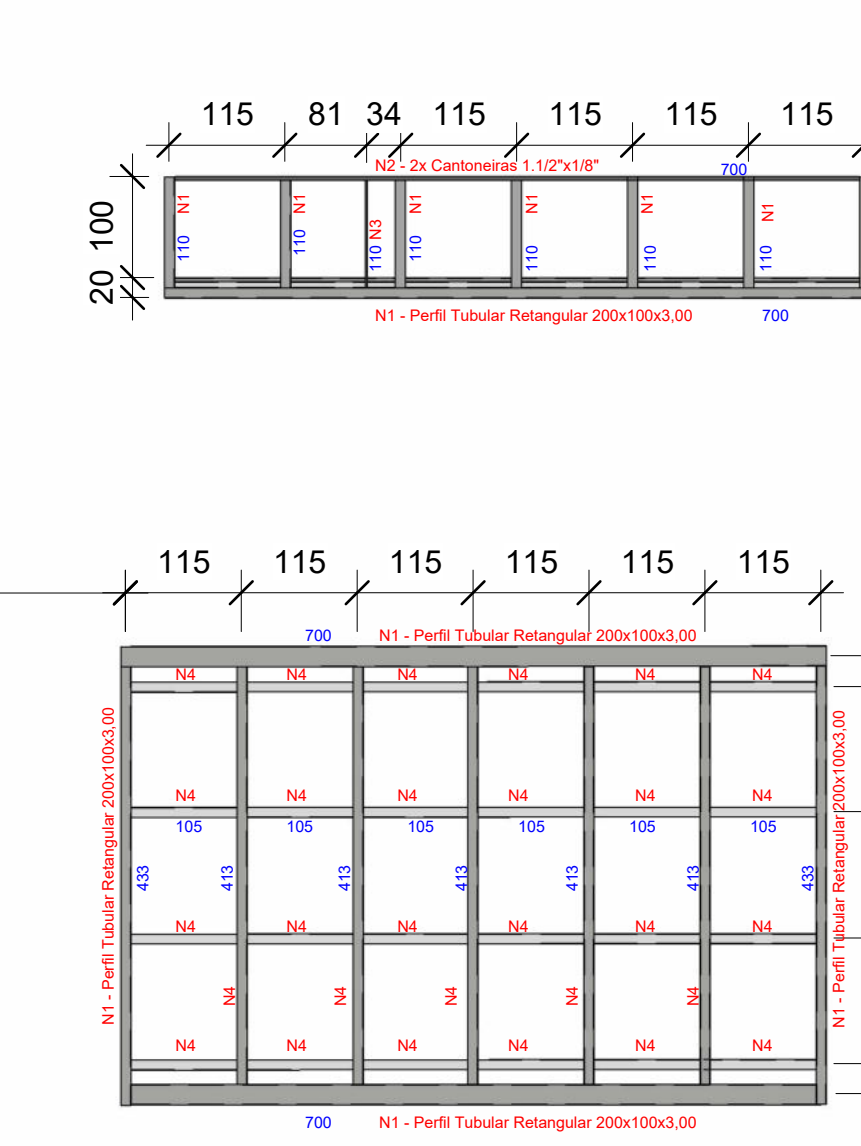 115 81 34 115 115 115 115
N2 - 2x Cantoneiras 1.1/2"x1/8" 700
100
20
N1 N1 N3 N1 N1 N1 N1
110 110 110 110 110 110 110
N1 - Perfil Tubular Retangular 200x100x3,00 700
115 115 115 115 115 115
700 N1 - Perfil Tubular Retangular 200x100x3,00
N4 N4 N4 N4 N4 N4
N1 - Perfil Tubular Retangular 200x100x3,00
N1 - Perfil Tubular Retangular 200x100x3,00
N4 N4 N4 N4 N4 N4
105 105 105 105 105 105
433 413 413 413 413 413 433
N4 N4 N4 N4 N4 N4
N4 N4 N4 N4 N4
N4 N4 N4 N4 N4 N4
700 N1 - Perfil Tubular Retangular 200x100x3,00